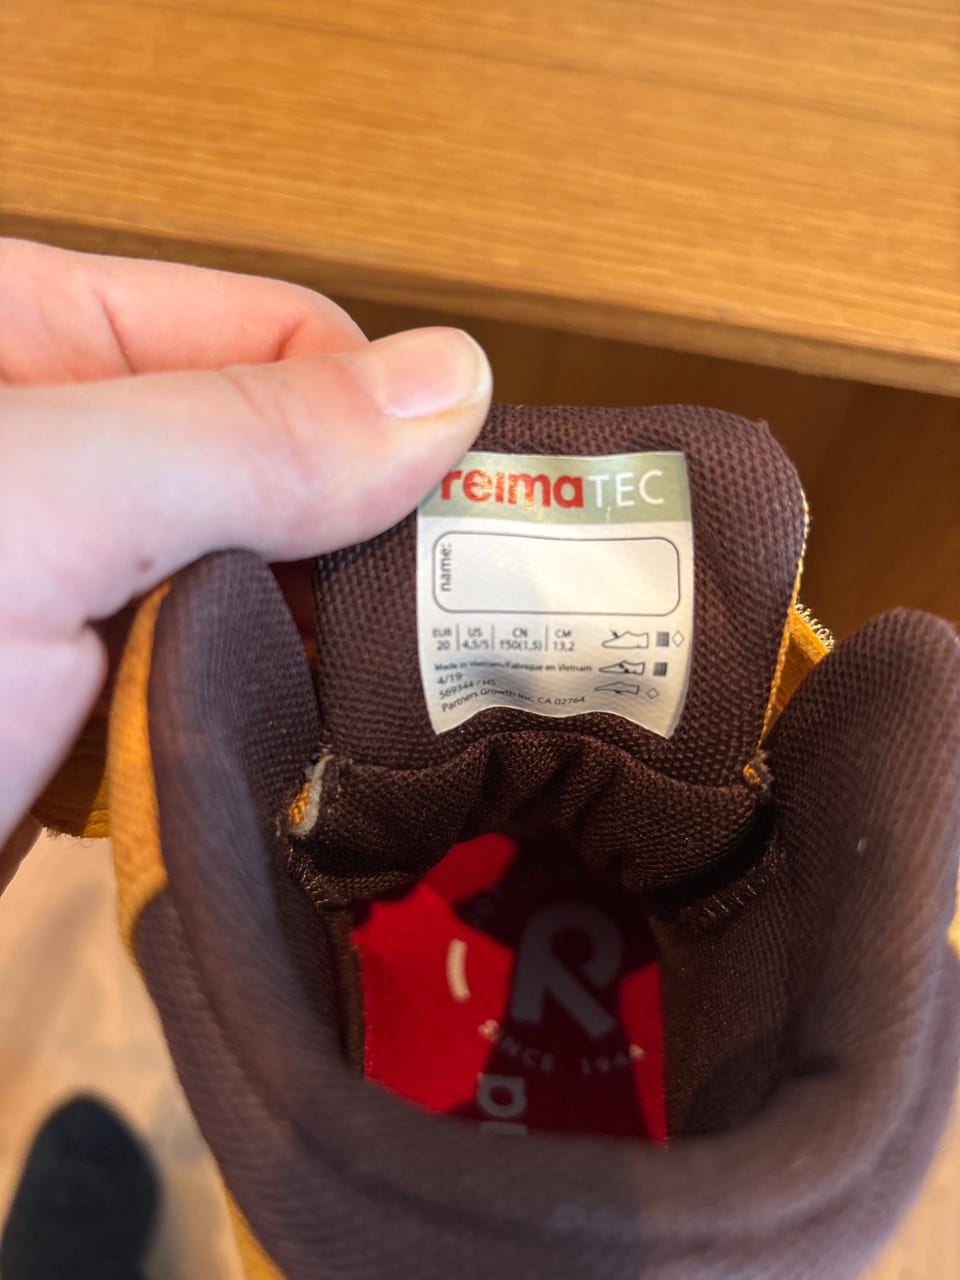 reimaTEC
name:
EUR US CN CM
20 4,5/5 150(1,5) 13,2
Made in Vietnam/Fabriqué en Vietnam
4/19
569344 / HS
Partners Growth Inc. CA 02764
SINCE 1944